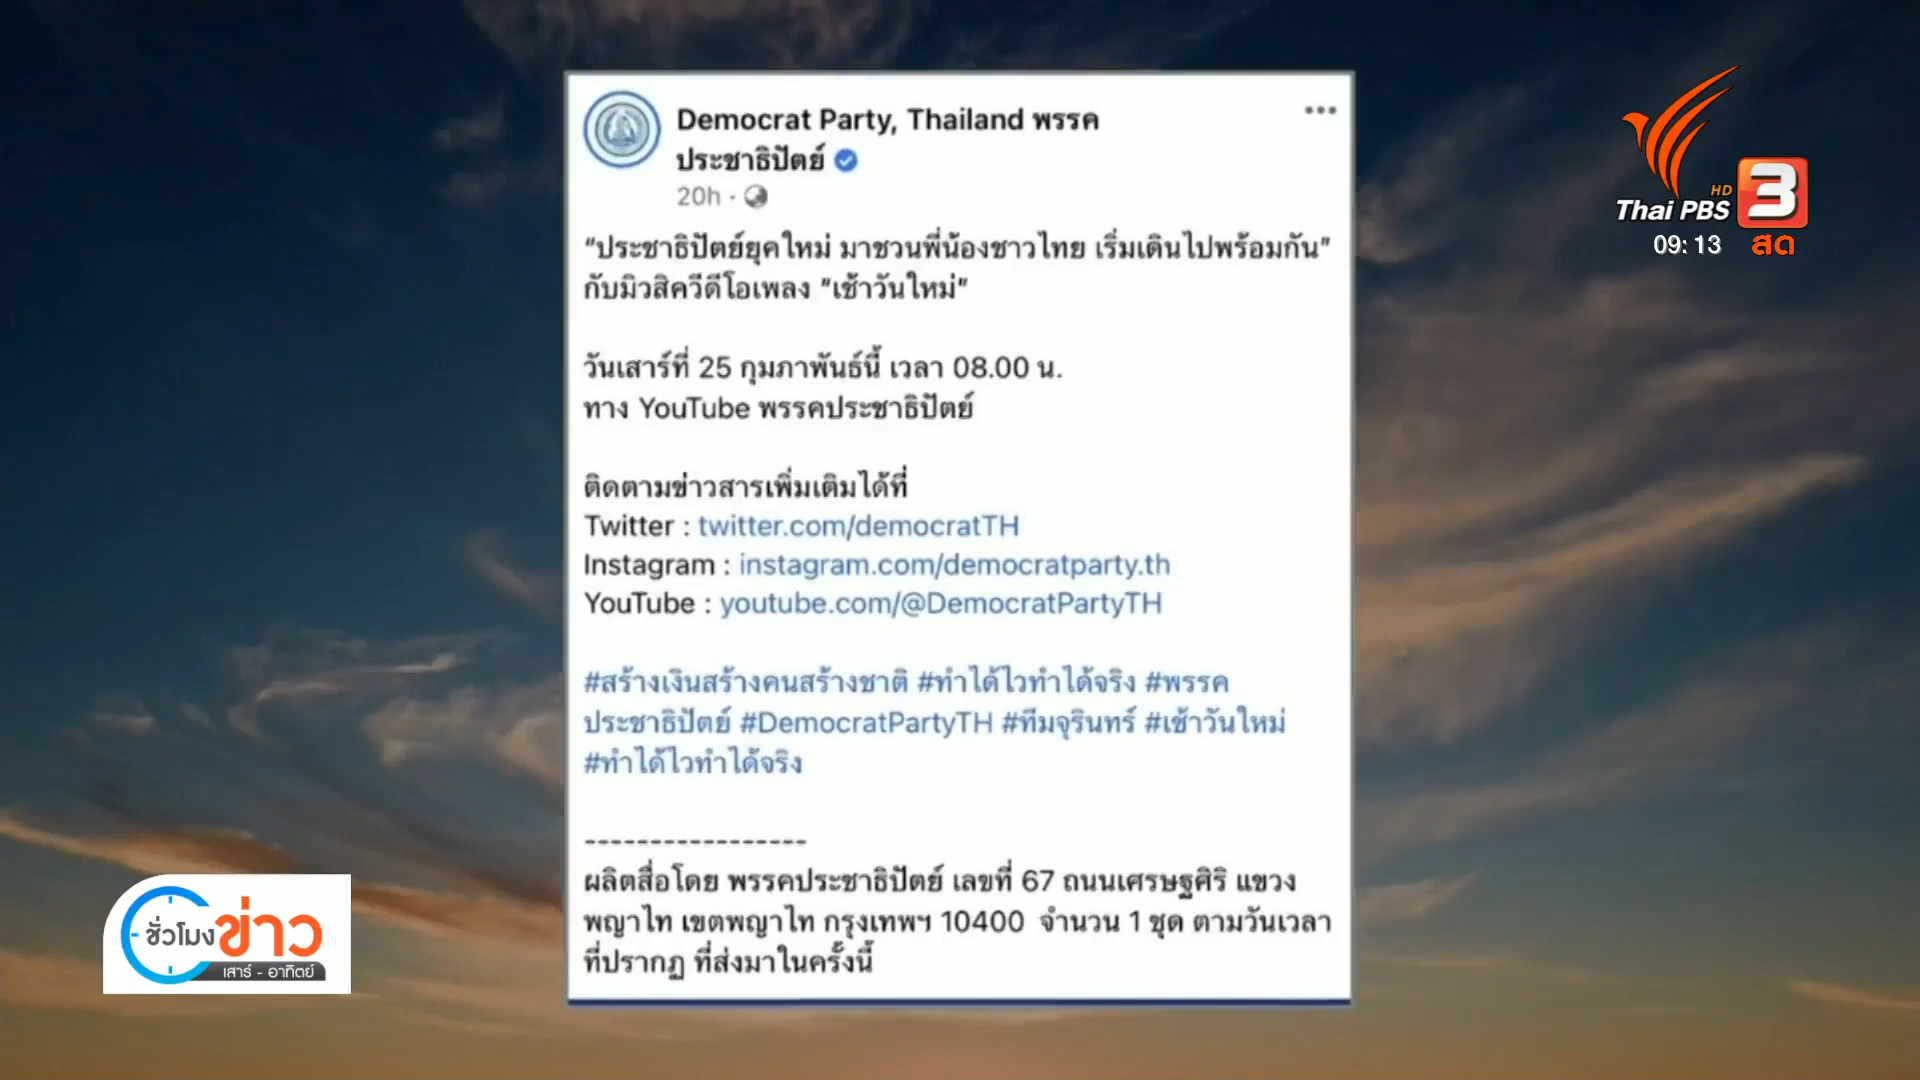 Democrat Party, Thailand พรรค
ประชาธิปัตย์
20h ·
“ประชาธิปัตย์ยุคใหม่ มาชวนพี่น้องชาวไทย เริ่มเดินไปพร้อมกัน”
กับมิวสิควีดีโอเพลง “เช้าวันใหม่”
วันเสาร์ที่ 25 กุมภาพันธ์นี้ เวลา 08.00 น.
ทาง YouTube พรรคประชาธิปัตย์
ติดตามข่าวสารเพิ่มเติมได้ที่
Twitter : twitter.com/democratTH
Instagram : instagram.com/democratparty.th
YouTube : youtube.com/@DemocratPartyTH
#สร้างเงินสร้างคนสร้างชาติ #ทำได้ไวทำได้จริง #พรรค
ประชาธิปัตย์ #DemocratPartyTH #ทีมจุรินทร์ #เช้าวันใหม่
#ทำได้ไวทำได้จริง
-----------------
ผลิตสื่อโดย พรรคประชาธิปัตย์ เลขที่ 67 ถนนเศรษฐศิริ แขวง
พญาไท เขตพญาไท กรุงเทพฯ 10400 จำนวน 1 ชุด ตามวันเวลา
ที่ปรากฏ ที่ส่งมาในครั้งนี้
HD
Thai PBS 3
09:13 สด
ชั่วโมง ข่าว
เสาร์ - อาทิตย์